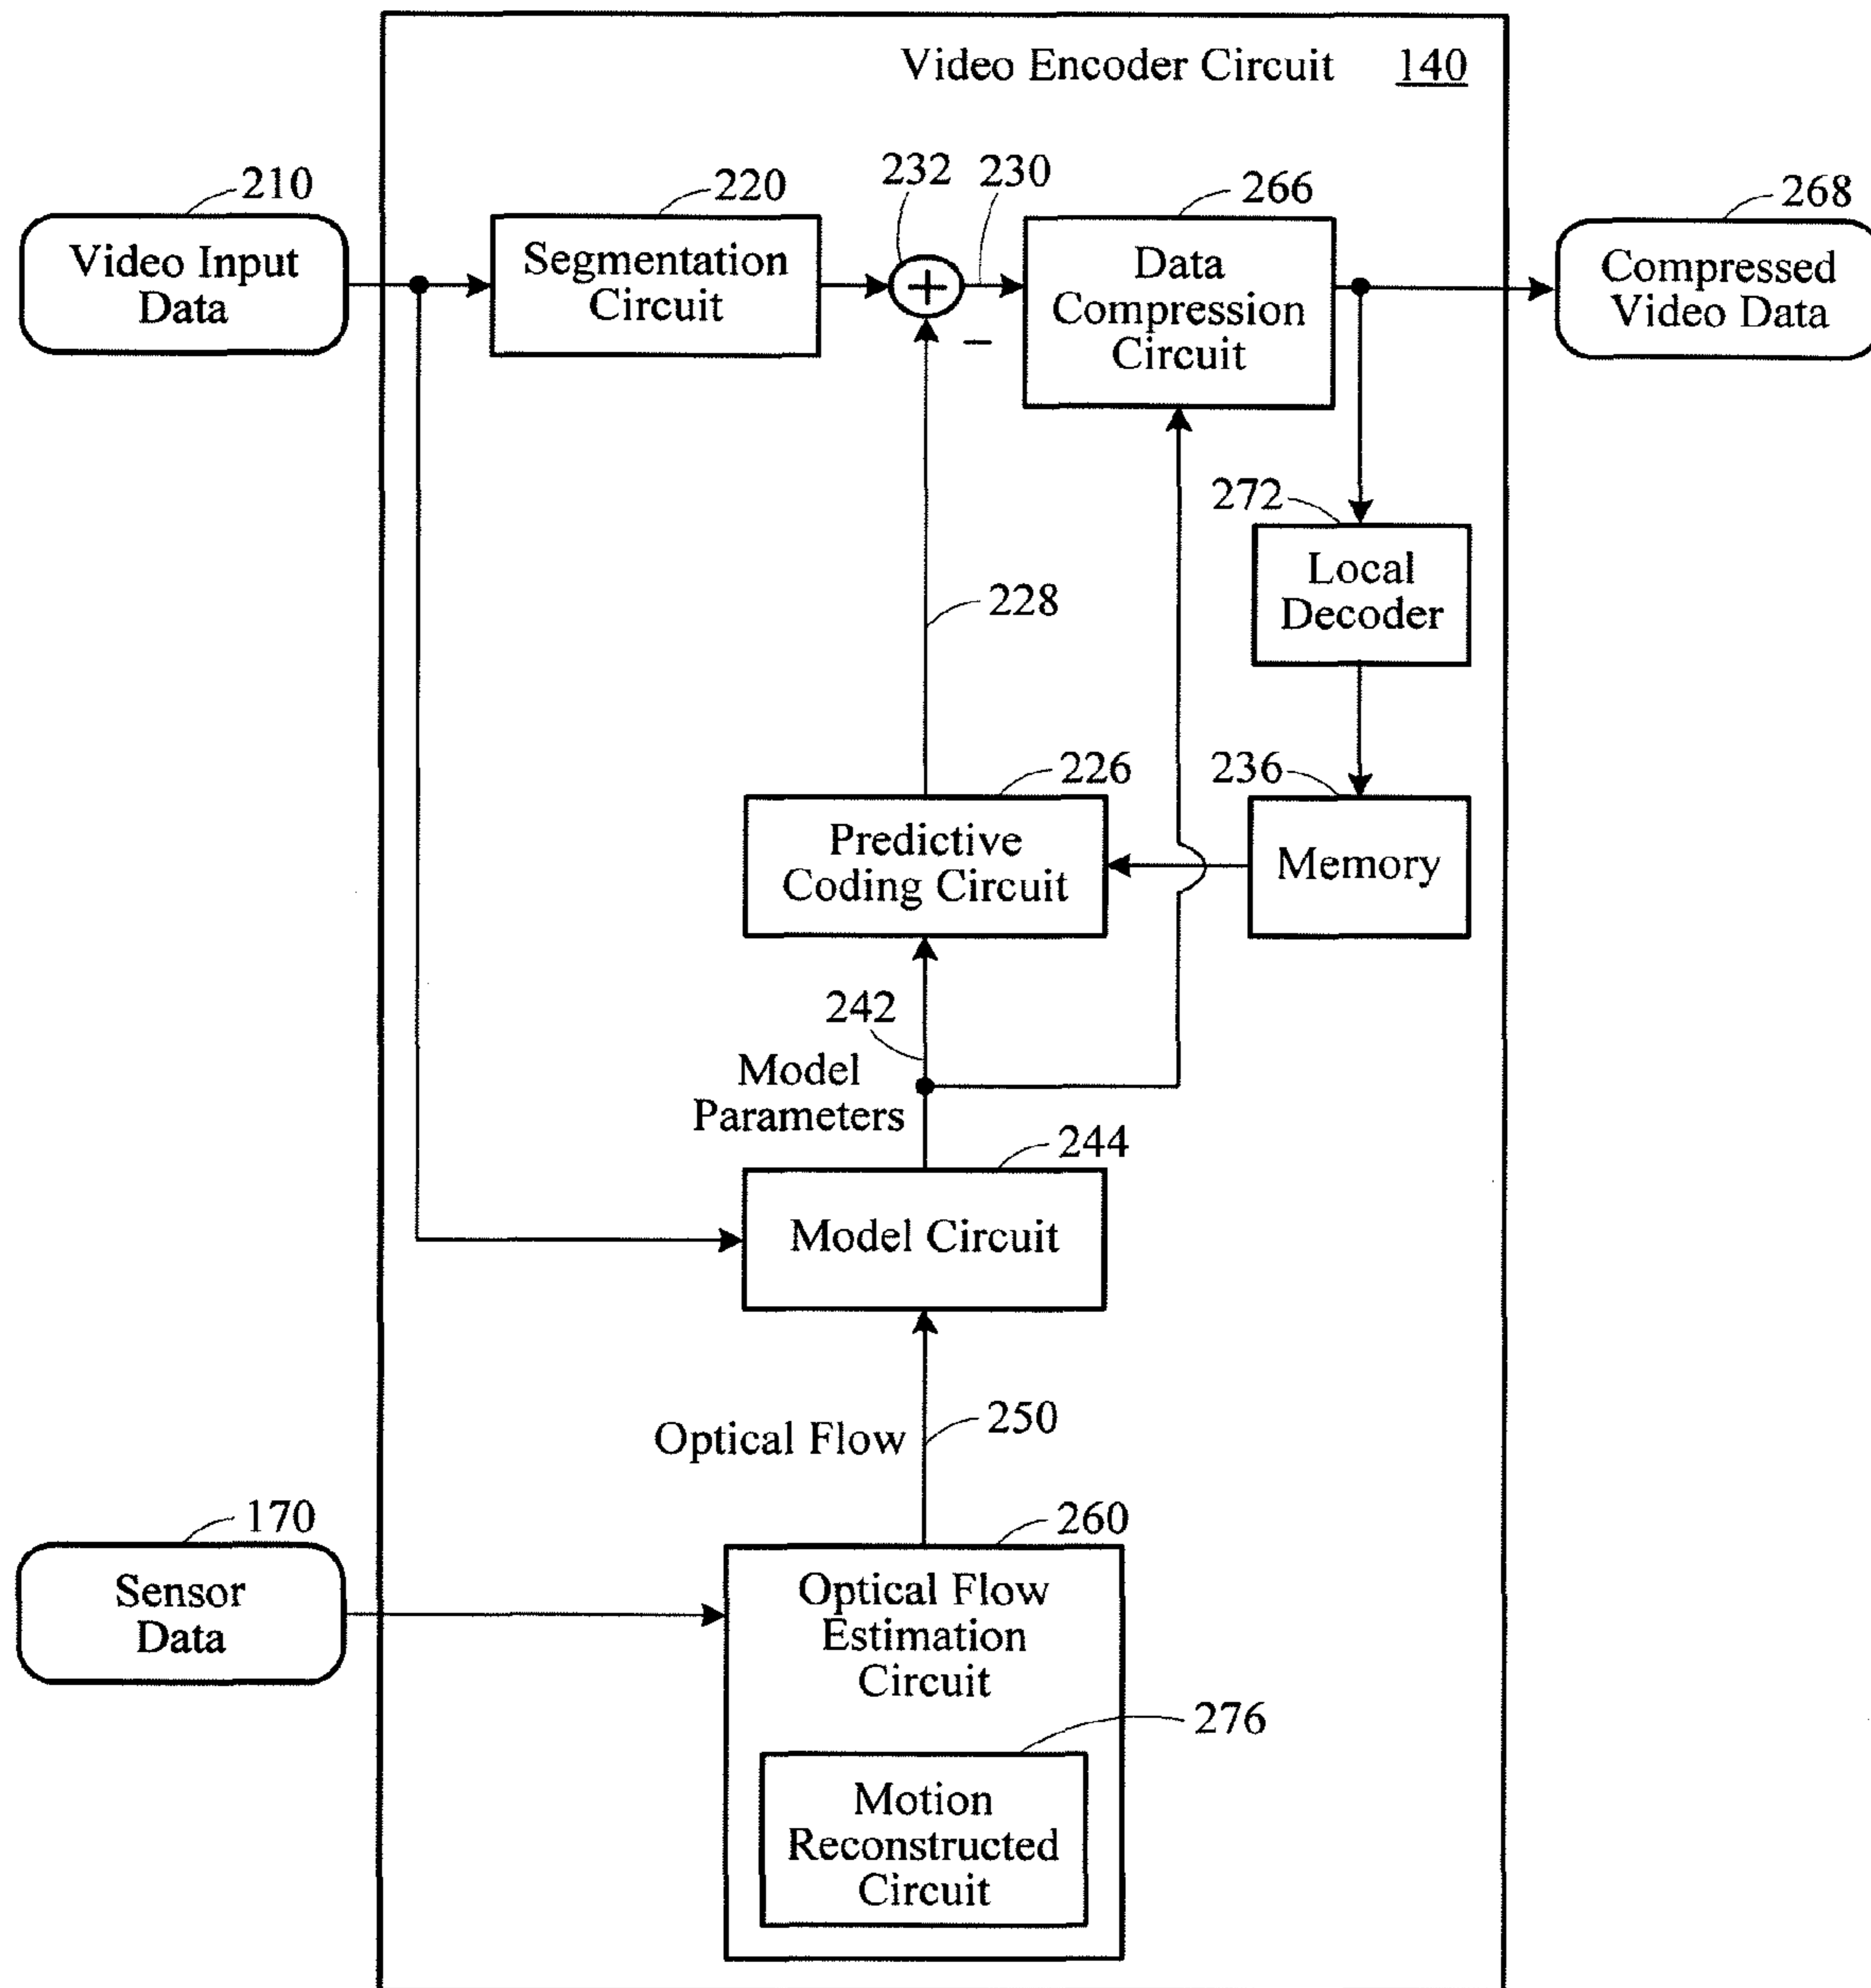 Video Encoder Circuit 140
210
Video Input
Data
220
Segmentation
Circuit
232
230
+
−
266
Data
Compression
Circuit
268
Compressed
Video Data
272
Local
Decoder
228
226
Predictive
Coding Circuit
236
Memory
242
Model
Parameters
244
Model Circuit
Optical Flow
250
170
Sensor
Data
260
Optical Flow
Estimation
Circuit
276
Motion
Reconstructed
Circuit